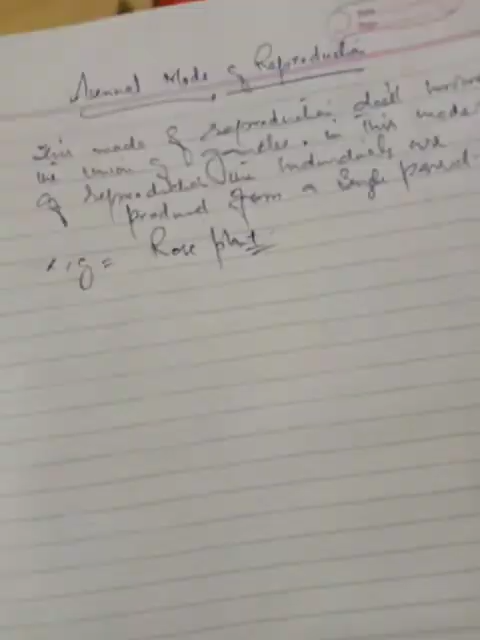 Asexual Mode of Reproduction
This mode of reproduction don't involve
the union of gametes. in this mode
of reproduction the individuals are
produced from a single parent.
e.g = Rose plant